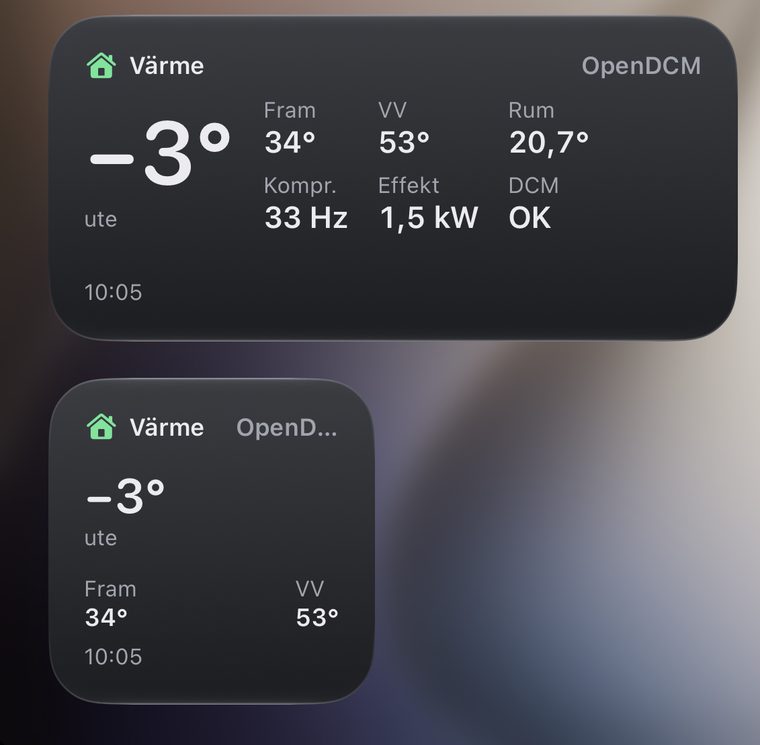 Värme OpenDCM
−3°
ute
Fram VV Rum
34° 53° 20,7°
Kompr. Effekt DCM
33 Hz 1,5 kW OK
10:05
Värme OpenD...
−3°
ute
Fram VV
34° 53°
10:05